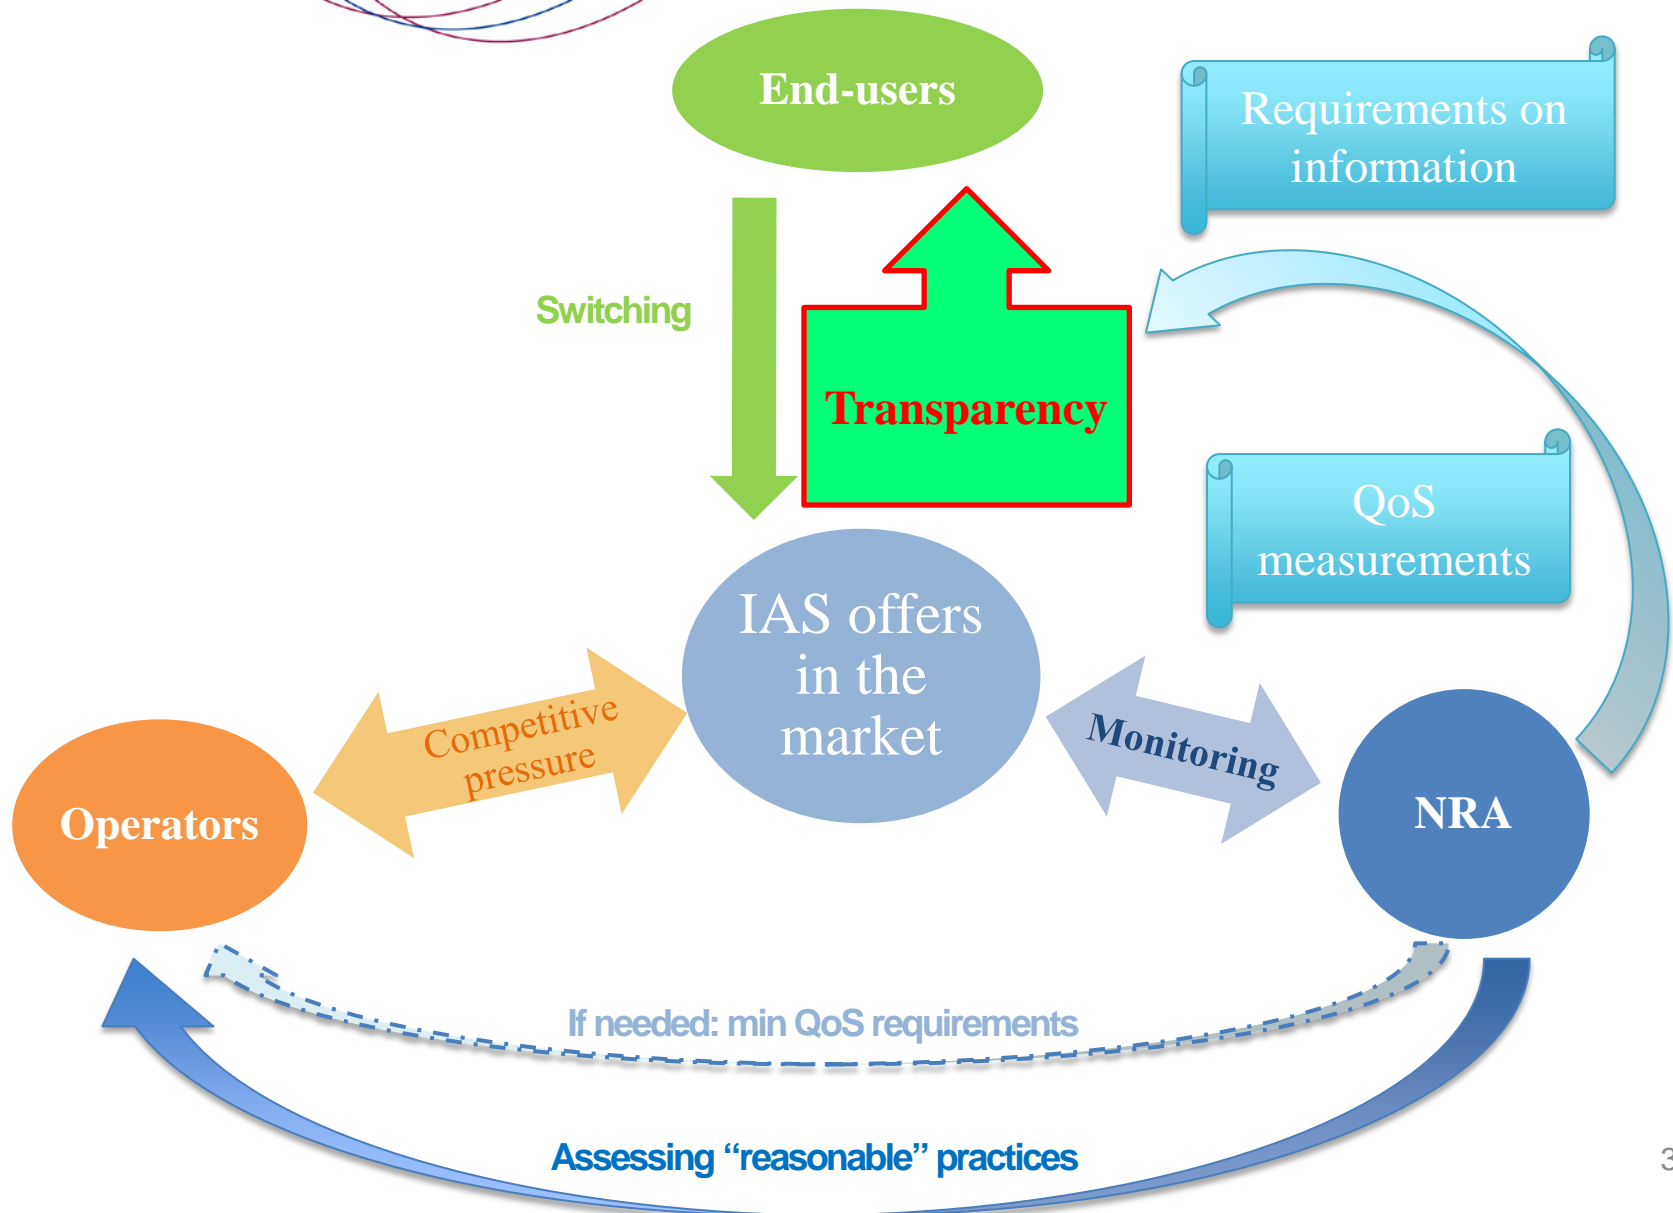 End-users
Requirements on
information
Switching
Transparency
QoS
measurements
IAS offers
in the
market
Competitive
pressure
Monitoring
Operators
NRA
If needed: min QoS requirements
Assessing “reasonable” practices
3